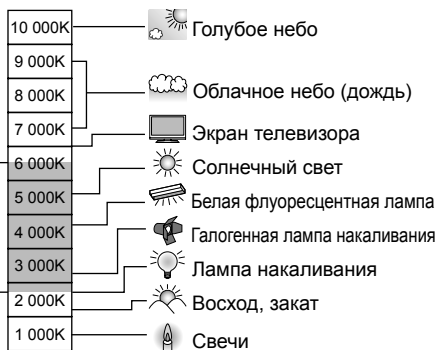 10 000K Голубое небо
9 000K
8 000K Облачное небо (дождь)
7 000K Экран телевизора
6 000K Солнечный свет
5 000K Белая флуоресцентная лампа
4 000K Галогенная лампа накаливания
3 000K Лампа накаливания
2 000K Восход, закат
1 000K Свечи